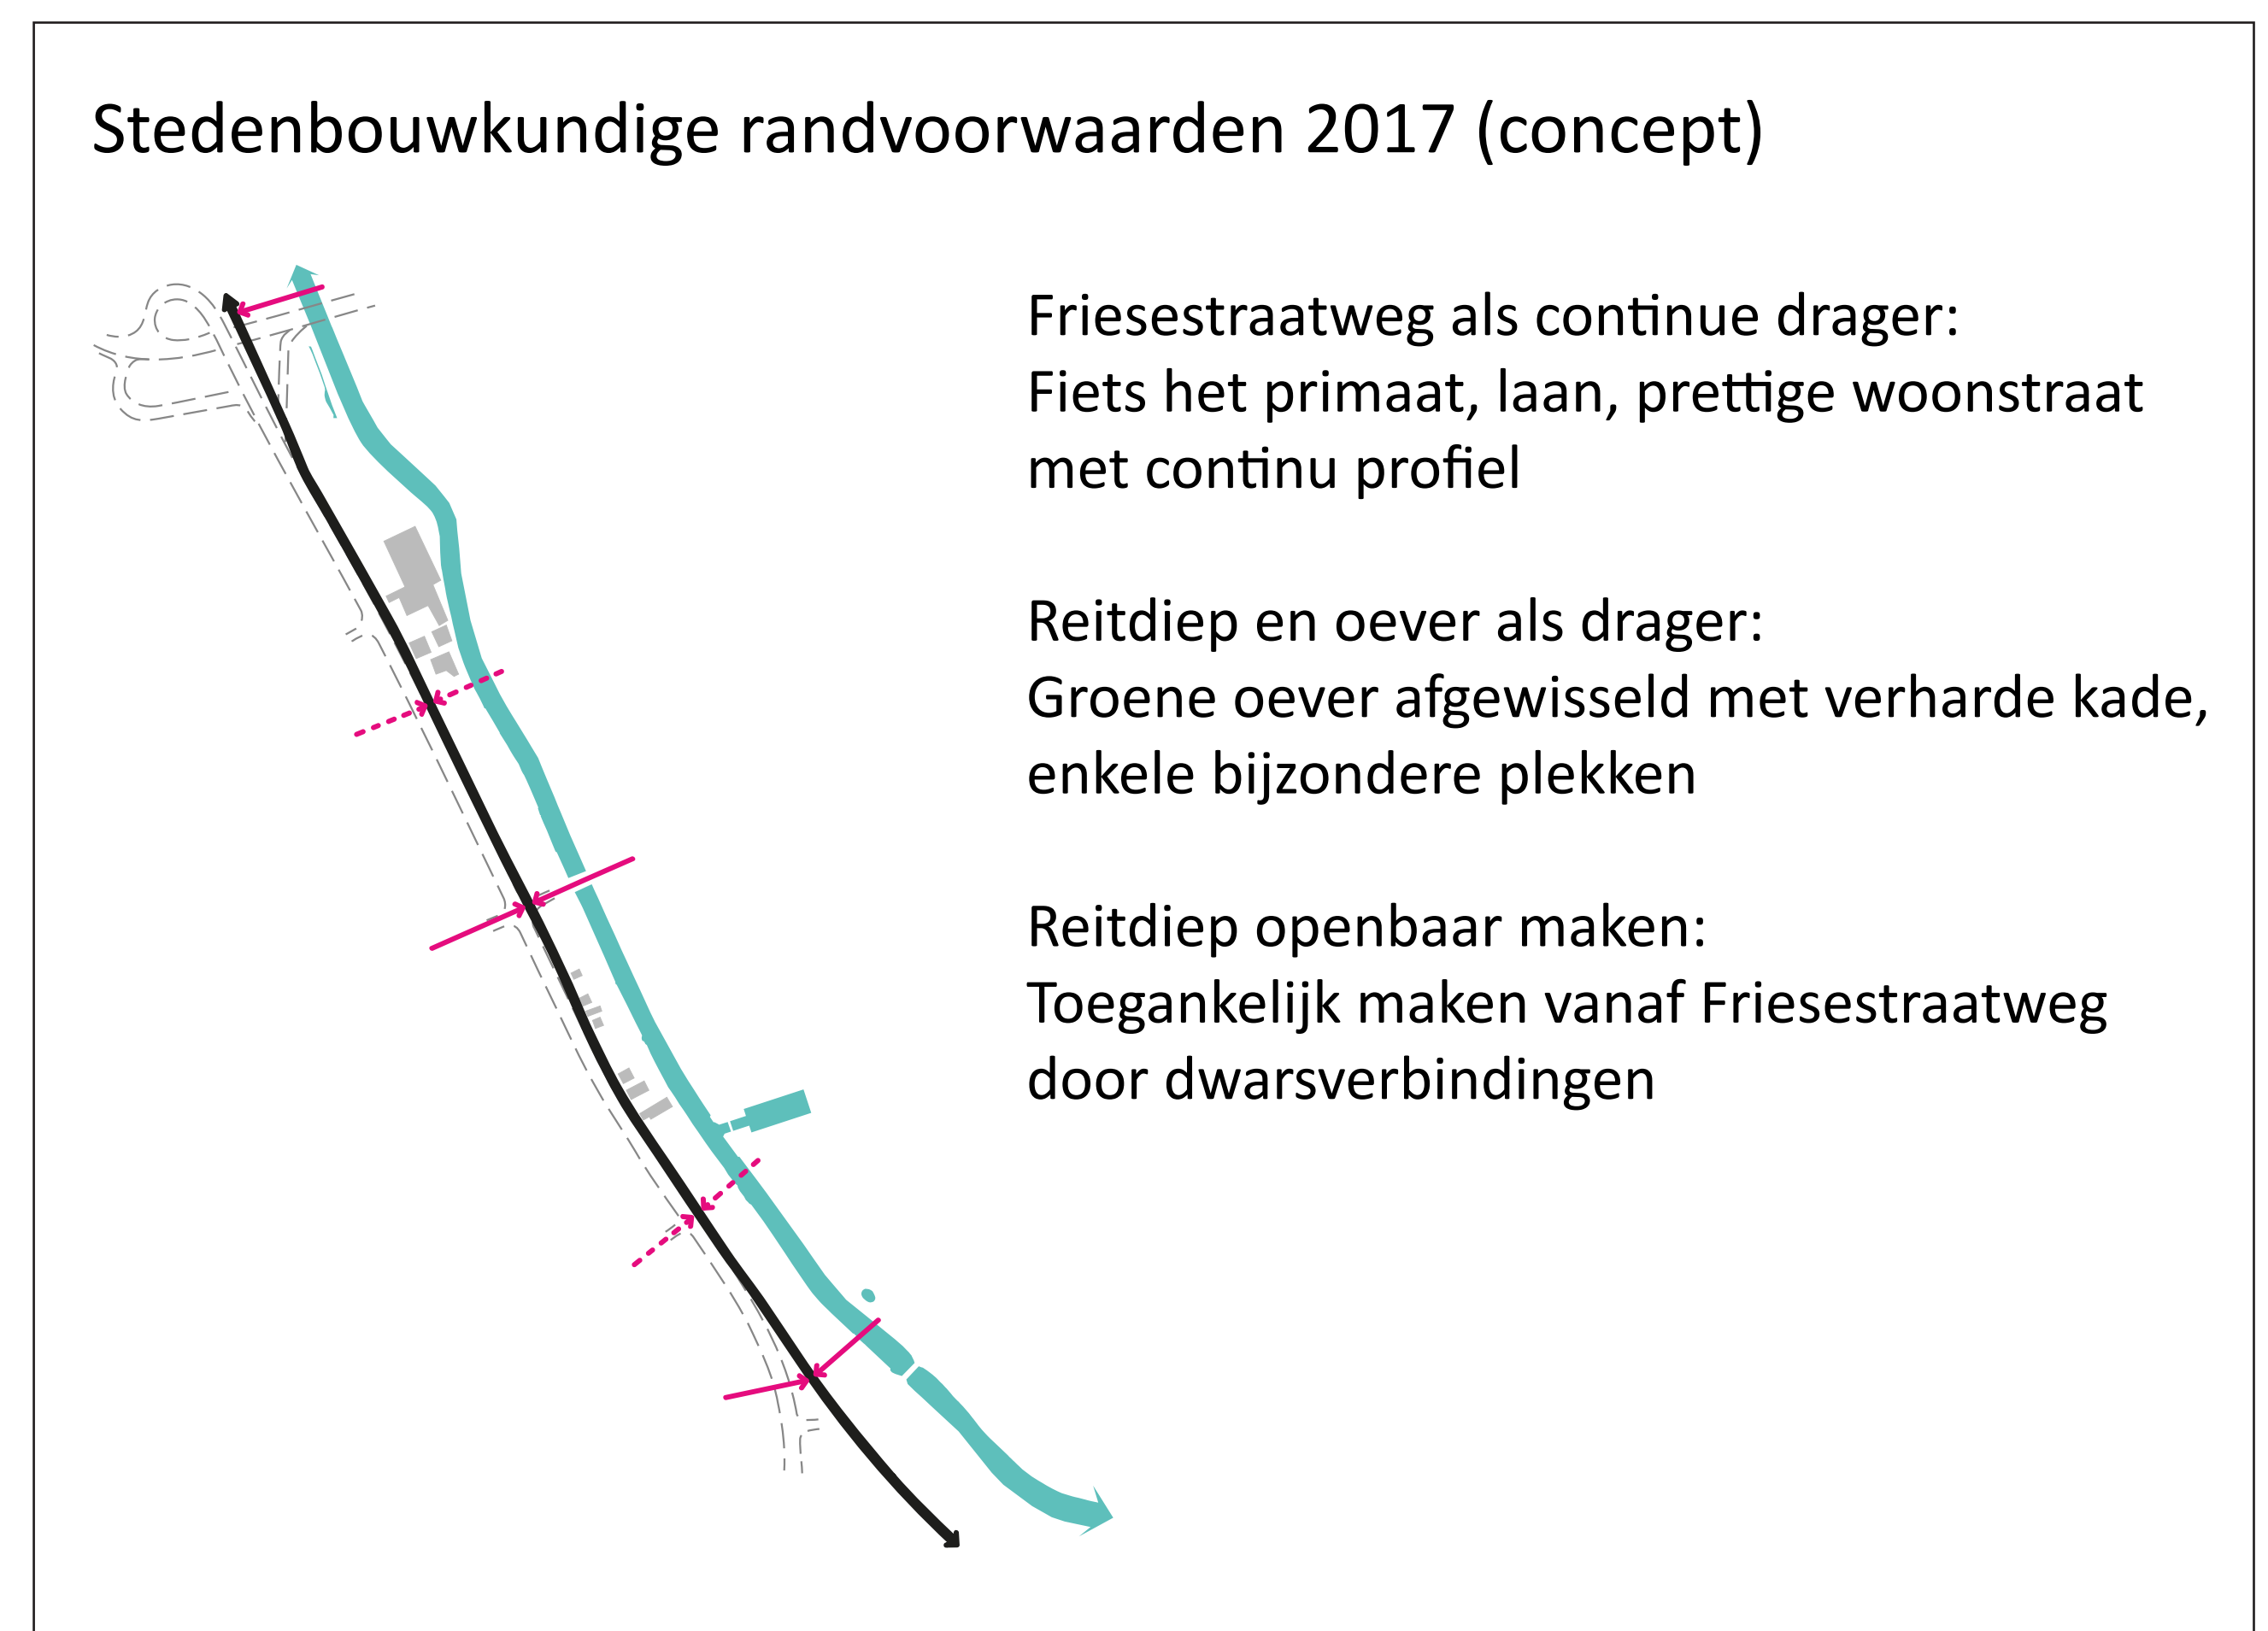 Stedenbouwkundige randvoorwaarden 2017 (concept)
Friesestraatweg als continue drager:
Fiets het primaat, laan, prettige woonstraat
met continu profiel
Reitdiep en oever als drager:
Groene oever afgewisseld met verharde kade,
enkele bijzondere plekken
Reitdiep openbaar maken:
Toegankelijk maken vanaf Friesestraatweg
door dwarsverbindingen